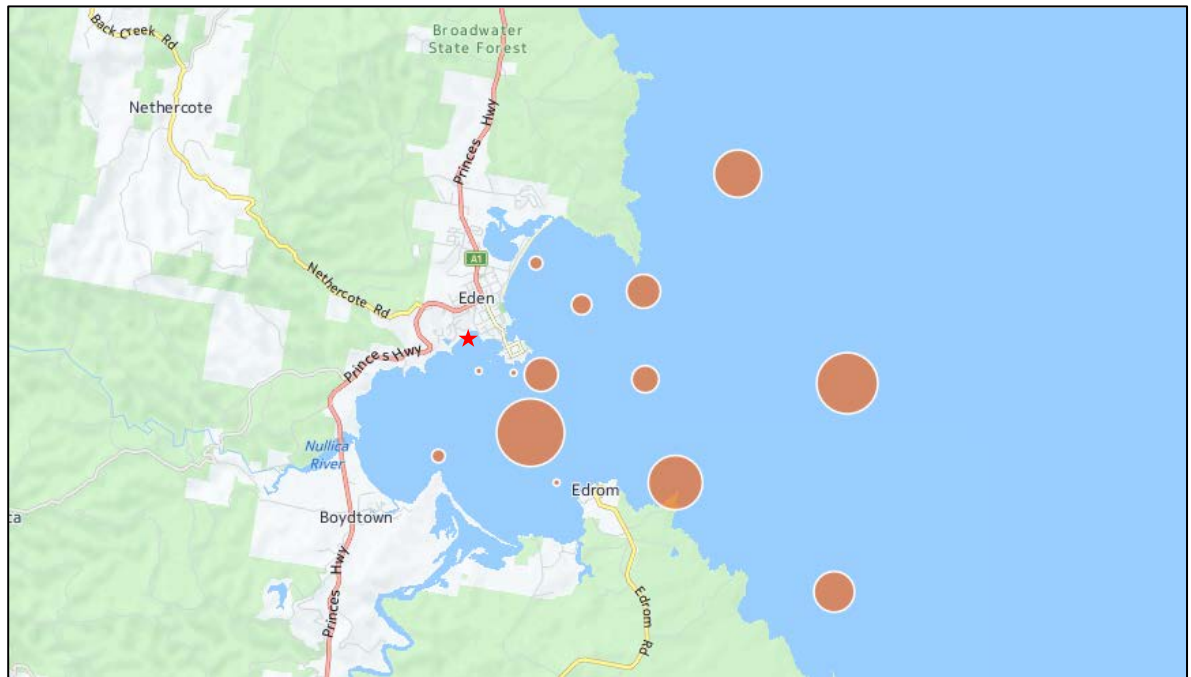 Back Creek Rd
Broadwater
State Forest
Nethercote
Princes Hwy
A1
Nethercote Rd
Eden
Princes Hwy
Nullica
River
Edrom
ca
Boydtown
Princes Hwy
Edrom Rd